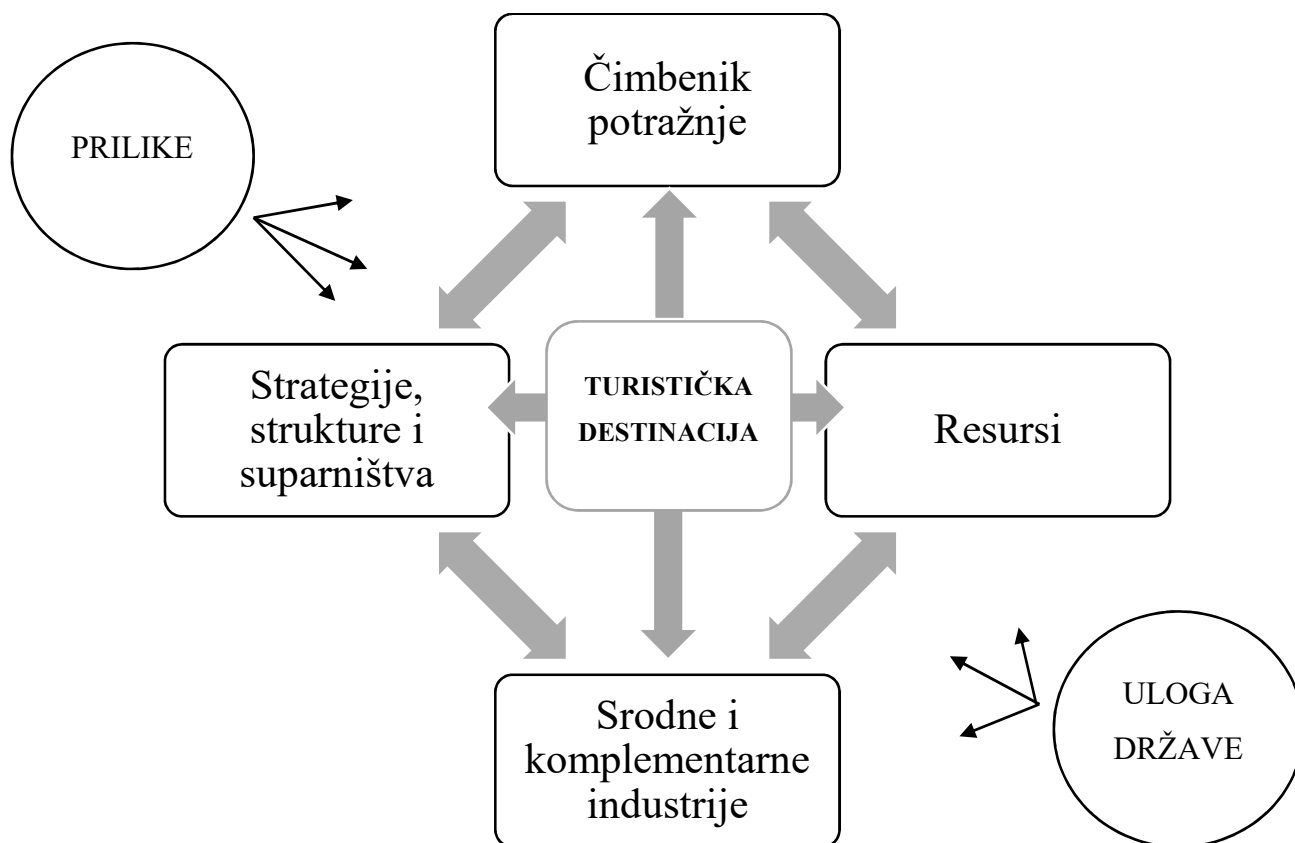 Čimbenik
potražnje
PRILIKE
Strategije,
strukture i
suparništva
TURISTIČKA
DESTINACIJA
Resursi
Srodne i
komplementarne
industrije
ULOGA
DRŽAVE